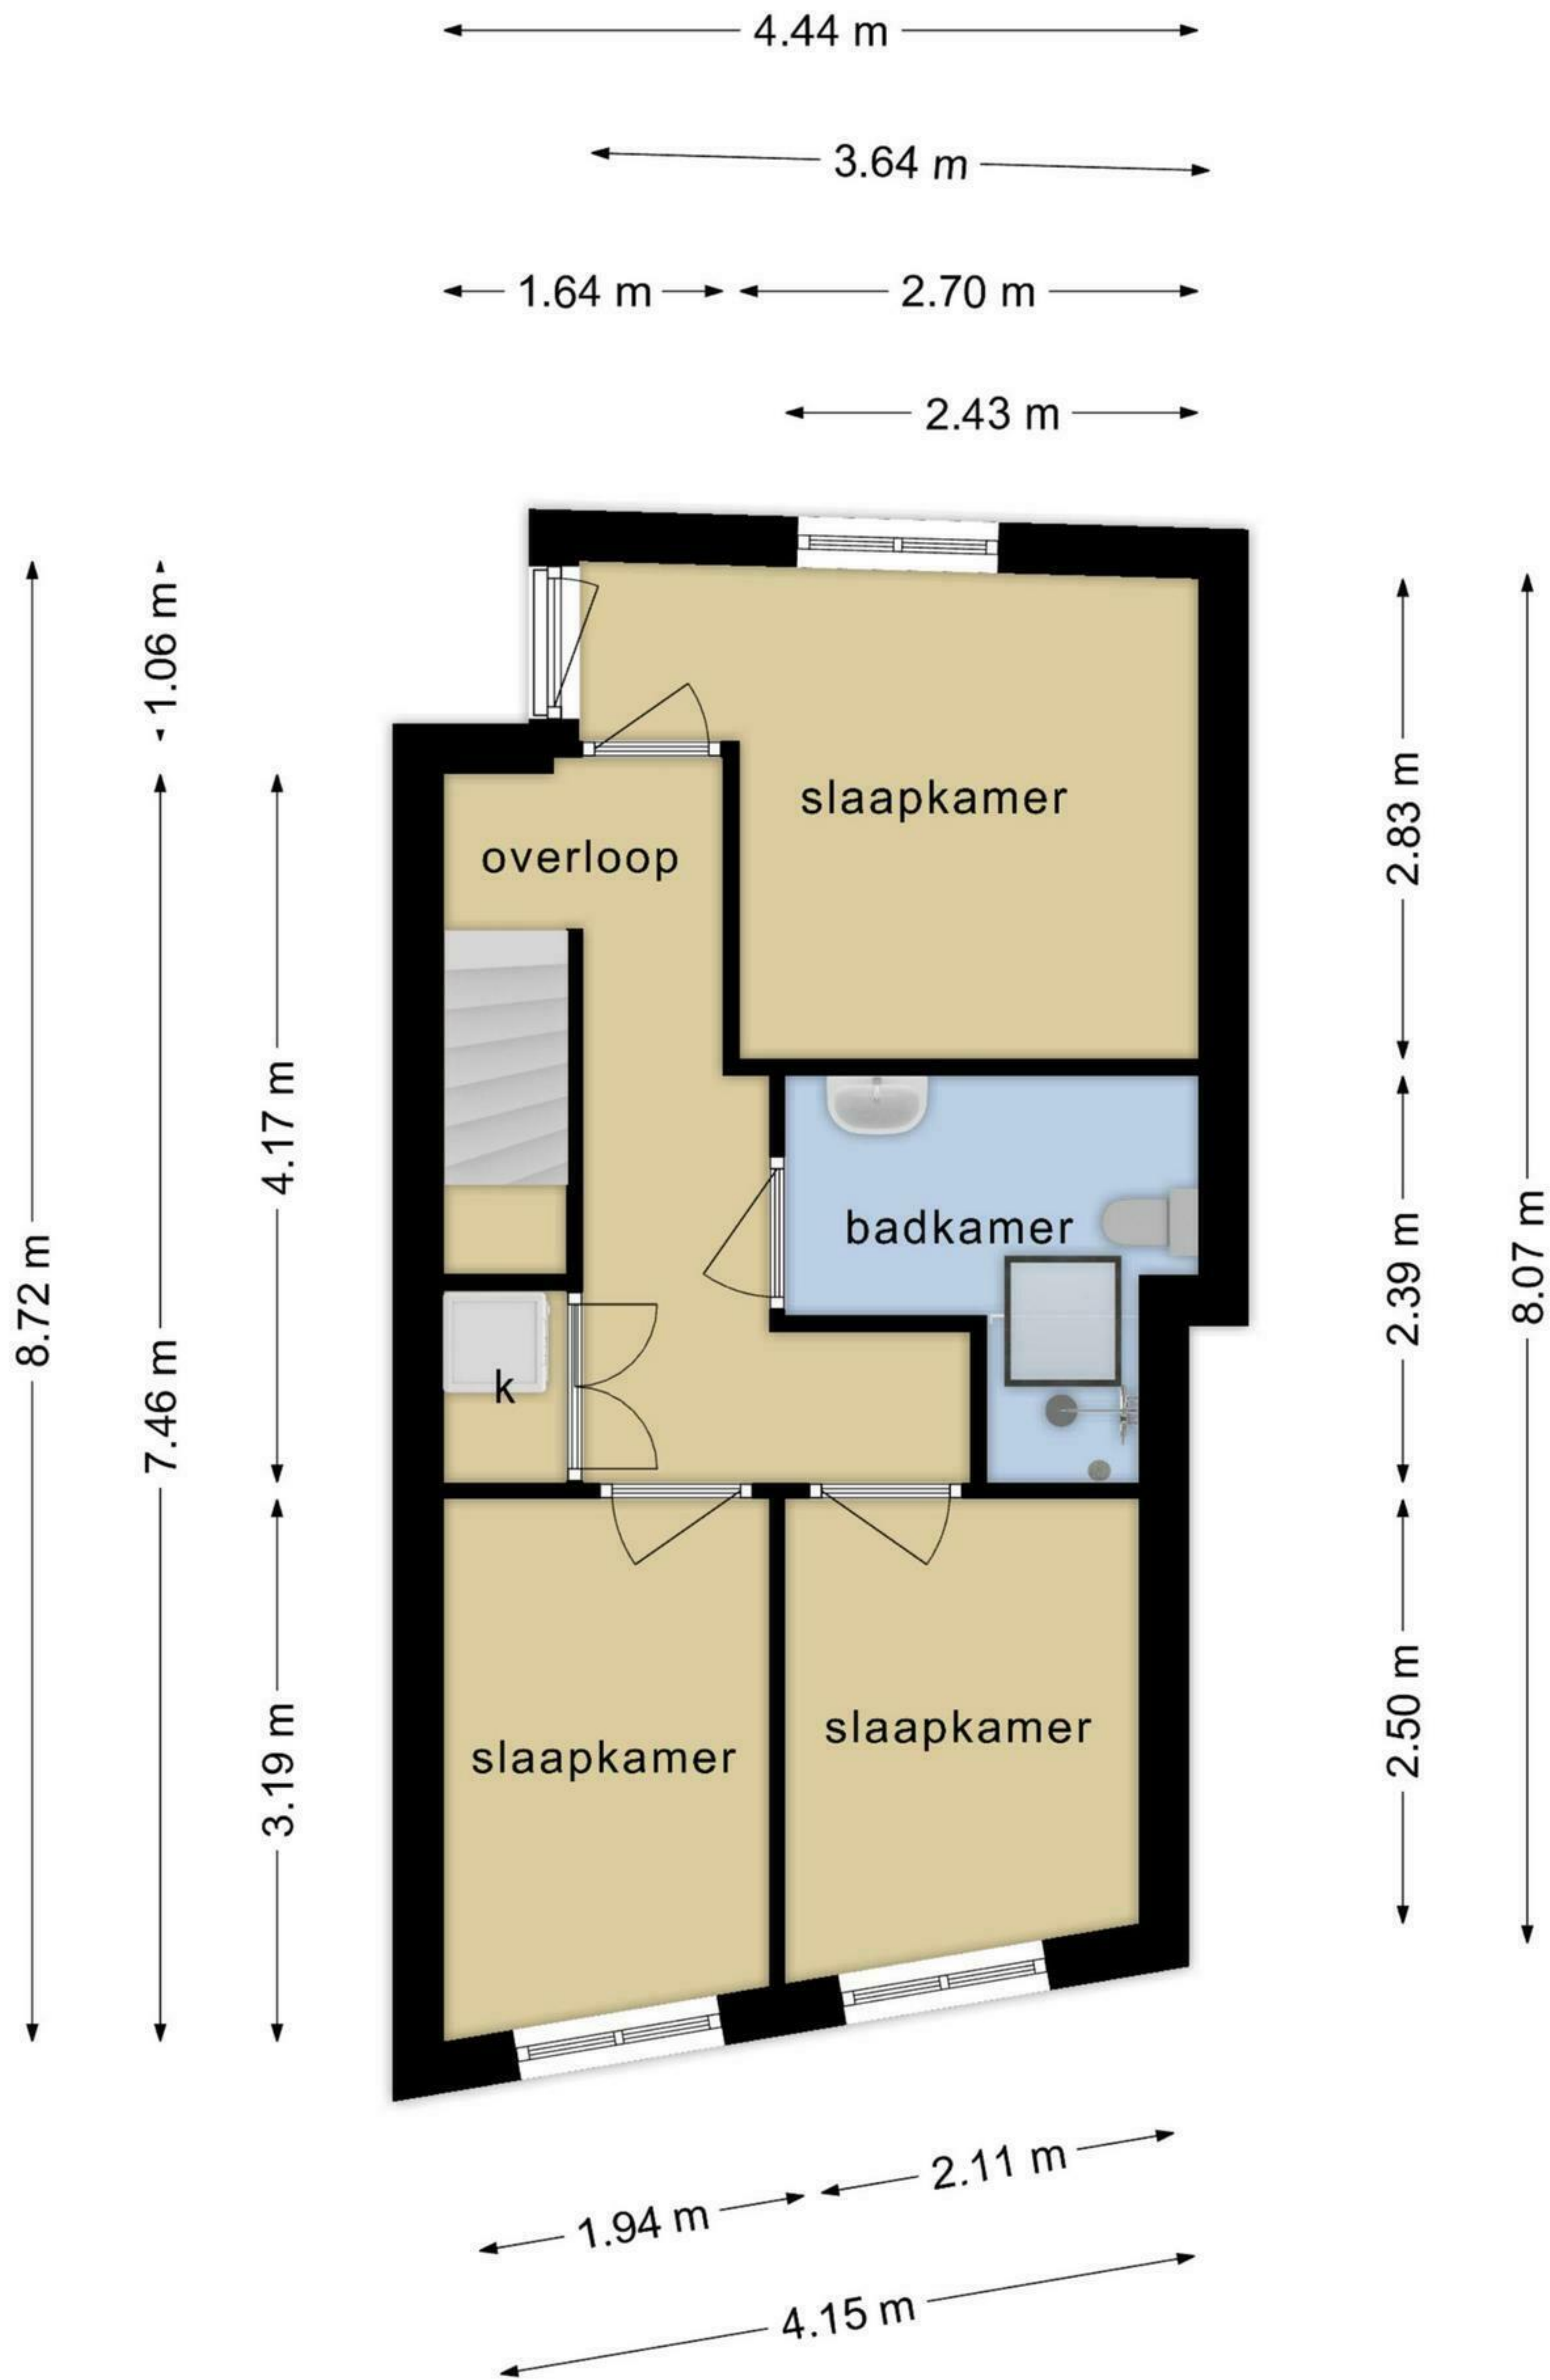 4.44 m
3.64 m
1.64 m
2.70 m
2.43 m
1.06 m
2.83 m
slaapkamer
overloop
4.17 m
badkamer
2.39 m
8.07 m
8.72 m
7.46 m
k
3.19 m
slaapkamer
slaapkamer
2.50 m
2.11 m
1.94 m
4.15 m